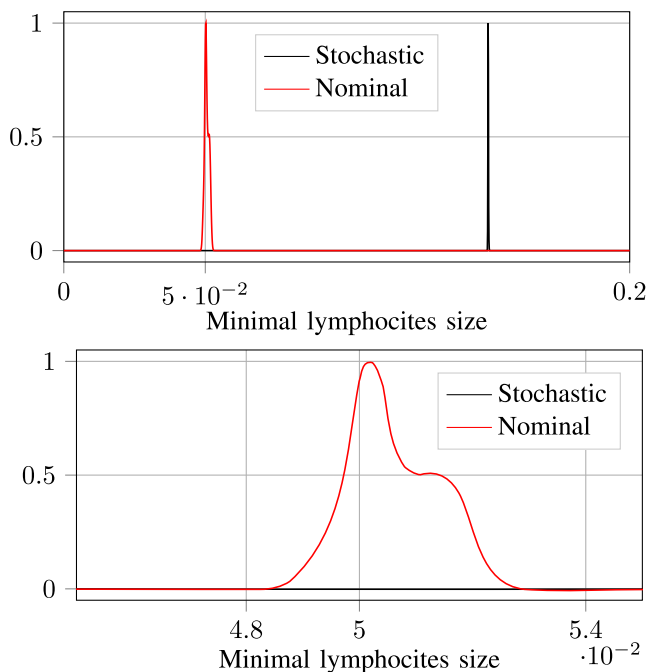 1
Stochastic
Nominal
0.5
0
0
5 · 10⁻²
0.2
Minimal lymphocites size
1
Stochastic
Nominal
0.5
0
4.8
5
5.4
Minimal lymphocites size
·10⁻²